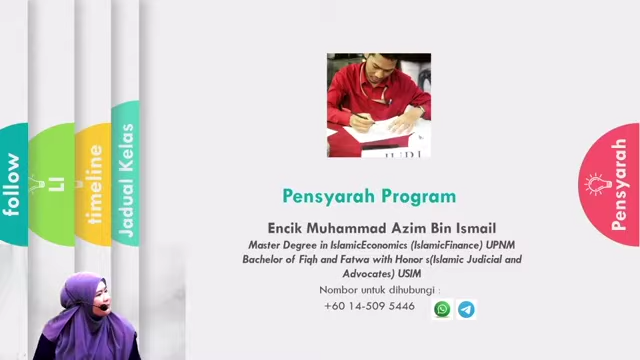 follow
LI
timeline
Jadual Kelas
Pensyarah
Pensyarah Program
Encik Muhammad Azim Bin Ismail
Master Degree in IslamicEconomics (IslamicFinance) UPNM
Bachelor of Fiqh and Fatwa with Honor s(Islamic Judicial and
Advocates) USIM
Nombor untuk dihubungi :
+60 14-509 5446